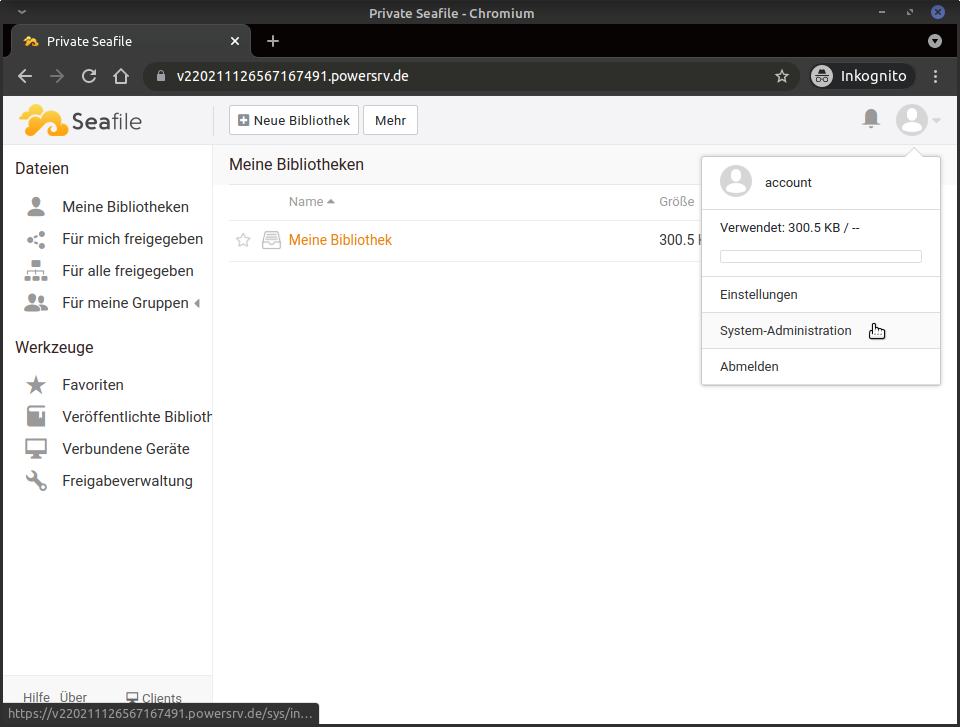 Private Seafile - Chromium
Private Seafile
v220211126567167491.powersrv.de
Inkognito
Seafile
Neue Bibliothek
Mehr
Dateien
Meine Bibliotheken
Für mich freigegeben
Für alle freigegeben
Für meine Gruppen
Werkzeuge
Favoriten
Veröffentlichte Biblioth
Verbundene Geräte
Freigabeverwaltung
Hilfe Über Clients
Meine Bibliotheken
Name Größe
Meine Bibliothek 300.5
account
Verwendet: 300.5 KB / --
Einstellungen
System-Administration
Abmelden
https://v220211126567167491.powersrv.de/sys/in...